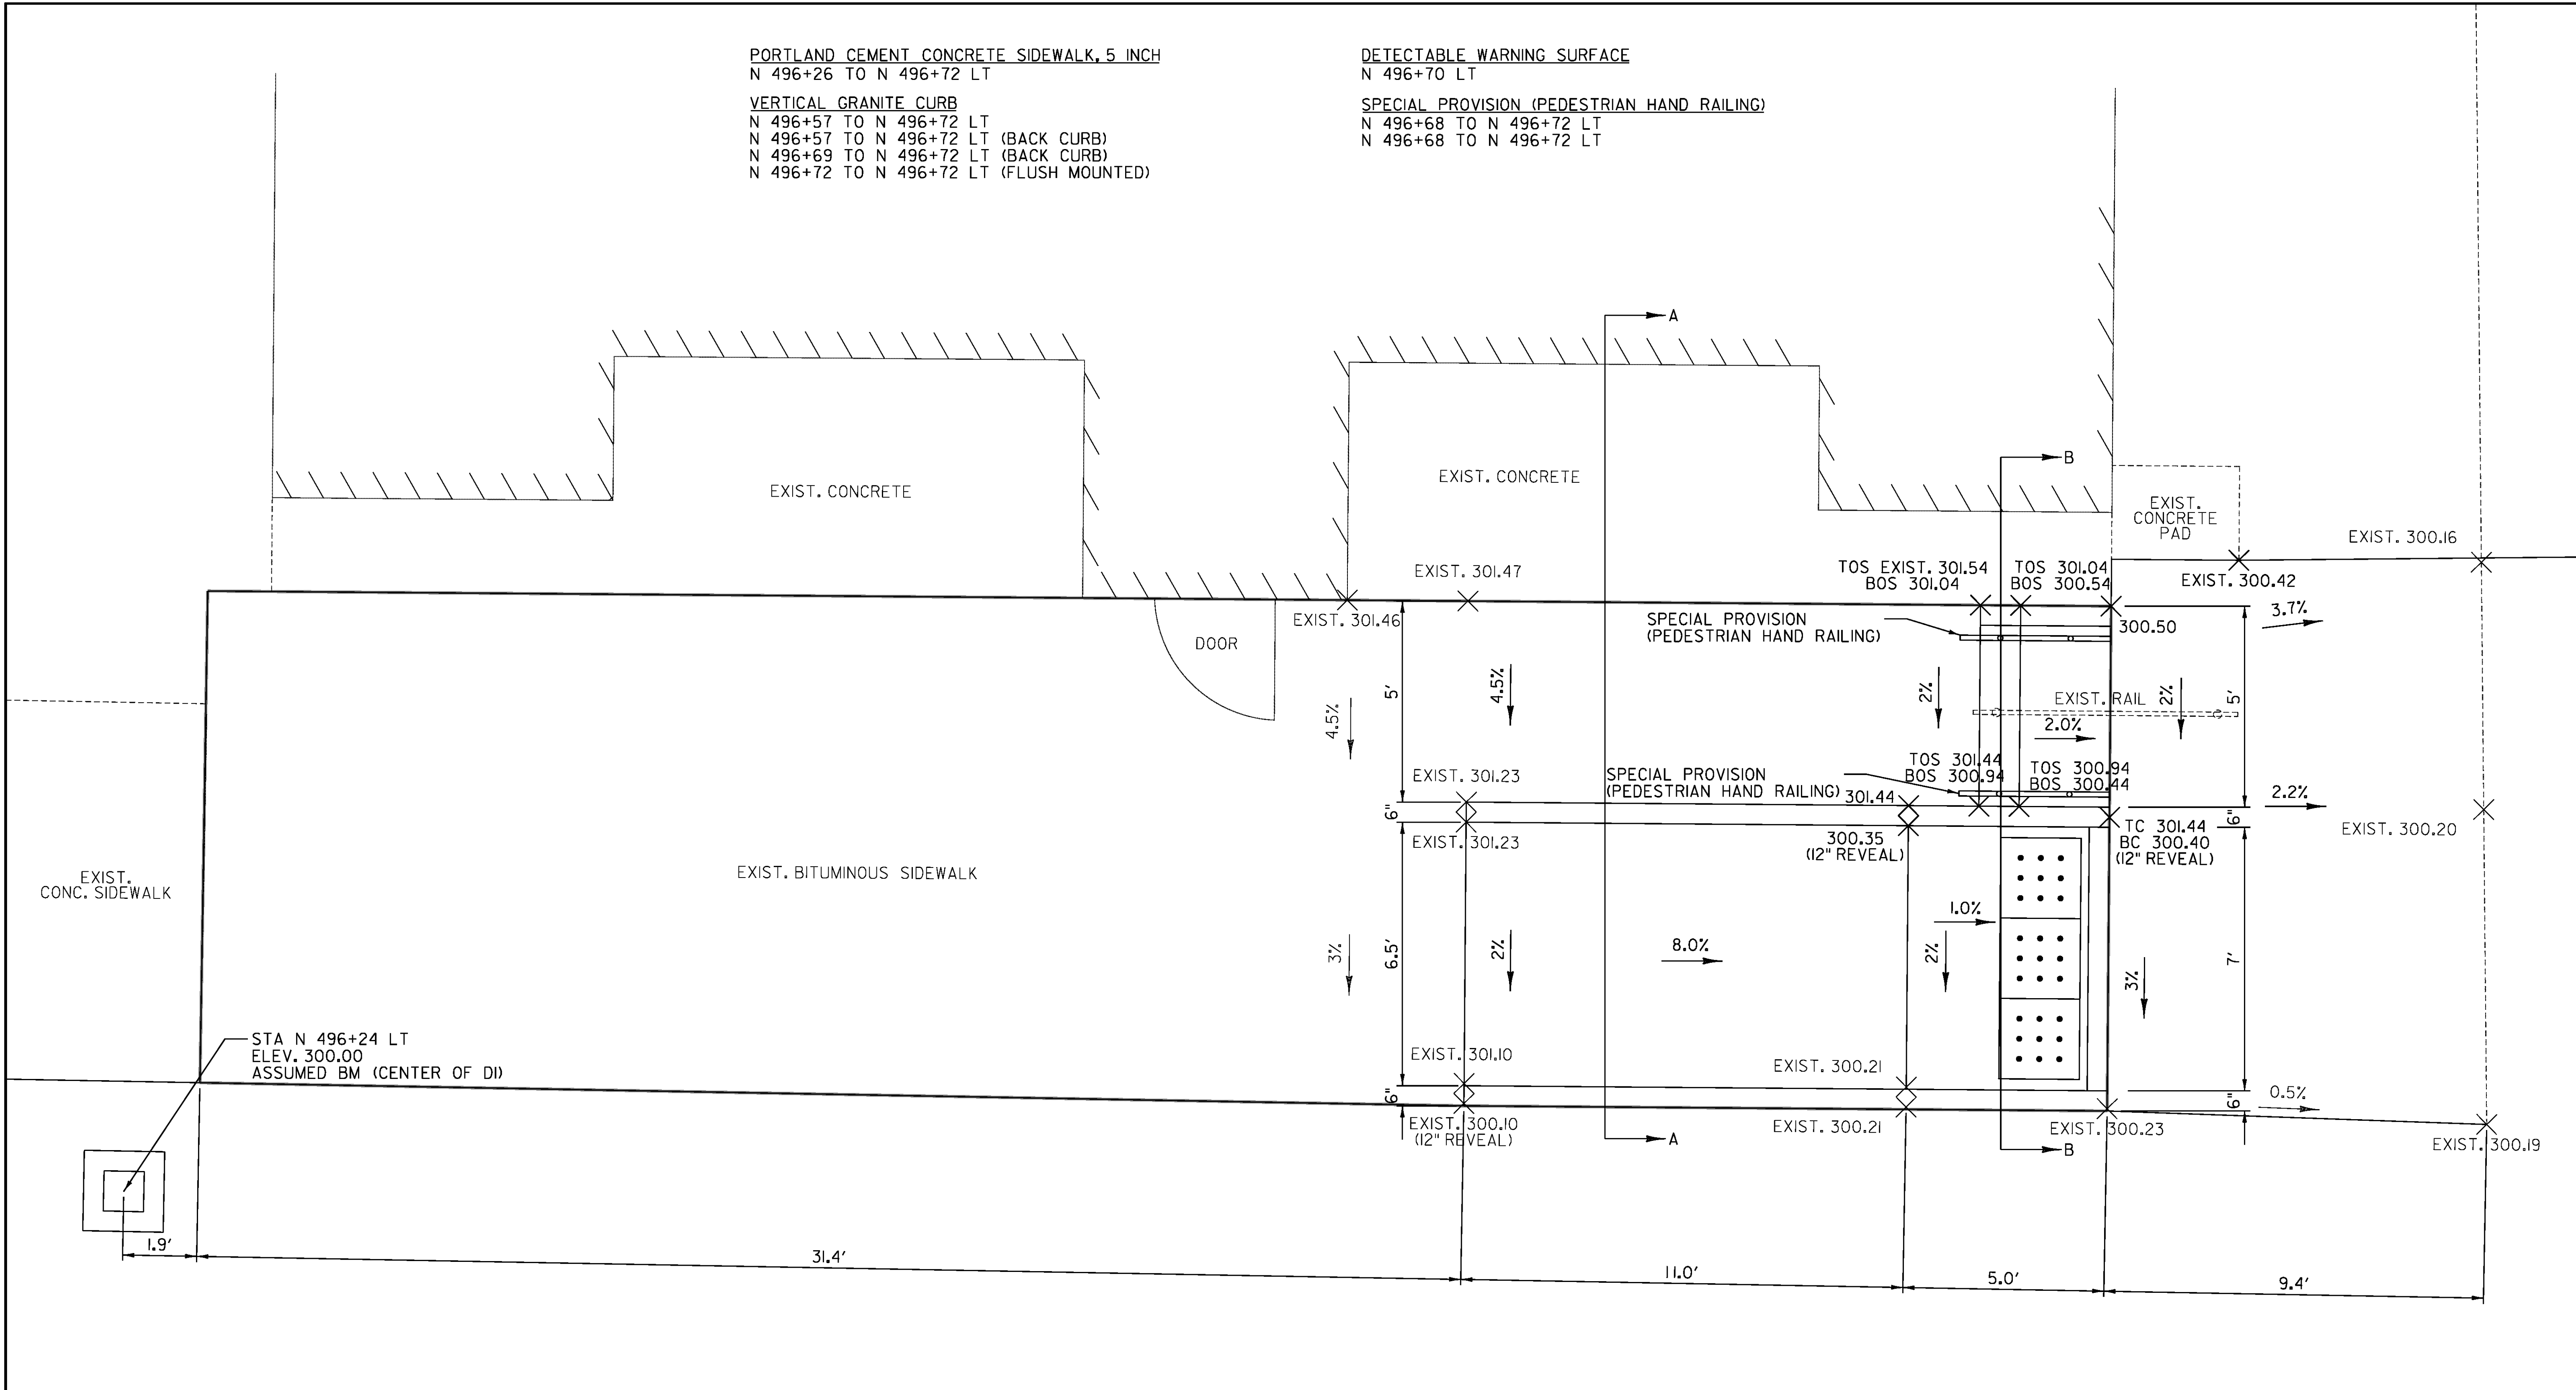 PORTLAND CEMENT CONCRETE SIDEWALK, 5 INCH
N 496+26 TO N 496+72 LT
VERTICAL GRANITE CURB
N 496+57 TO N 496+72 LT
N 496+57 TO N 496+72 LT (BACK CURB)
N 496+69 TO N 496+72 LT (BACK CURB)
N 496+72 TO N 496+72 LT (FLUSH MOUNTED)
DETECTABLE WARNING SURFACE
N 496+70 LT
SPECIAL PROVISION (PEDESTRIAN HAND RAILING)
N 496+68 TO N 496+72 LT
N 496+68 TO N 496+72 LT
A
B
EXIST. CONCRETE
EXIST. CONCRETE
EXIST.
CONCRETE
PAD
EXIST. 300.16
EXIST. 301.47
TOS EXIST. 301.54
BOS 301.04
TOS 301.04
BOS 300.54
EXIST. 300.42
EXIST. 301.46
SPECIAL PROVISION
(PEDESTRIAN HAND RAILING)
300.50
3.7%
DOOR
5'
4.5%
4.5%
2%
EXIST. RAIL
2%
5'
2.0%
EXIST. 301.23
SPECIAL PROVISION
(PEDESTRIAN HAND RAILING)
TOS 301.44
BOS 300.94
TOS 300.94
BOS 300.44
301.44
2.2%
6"
6"
EXIST. 301.23
300.35
(12" REVEAL)
TC 301.44
BC 300.40
(12" REVEAL)
EXIST. 300.20
EXIST.
CONC. SIDEWALK
EXIST. BITUMINOUS SIDEWALK
1.0%
3%
6.5'
2%
8.0%
2%
3%
7'
STA N 496+24 LT
ELEV. 300.00
ASSUMED BM (CENTER OF DI)
EXIST. 301.10
EXIST. 300.21
6"
6"
0.5%
EXIST. 300.10
(12" REVEAL)
EXIST. 300.21
EXIST. 300.23
EXIST. 300.19
A
B
1.9'
31.4'
11.0'
5.0'
9.4'